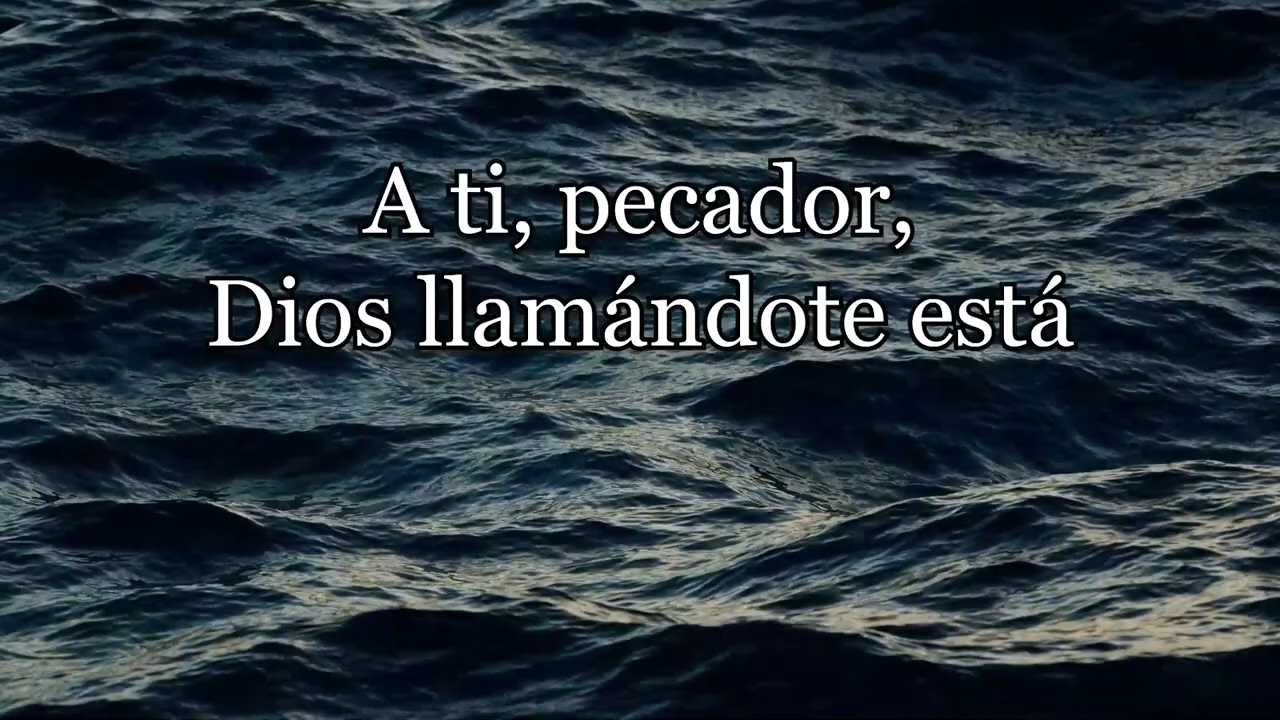 A ti, pecador,
Dios llamándote está